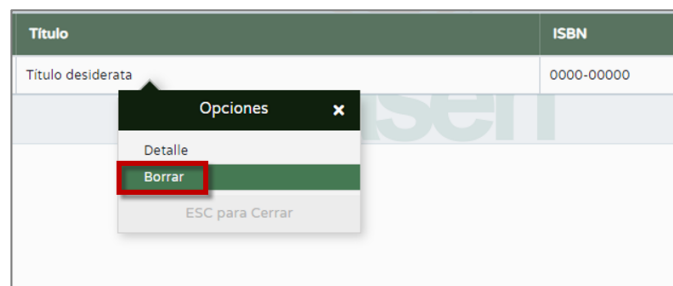 Título ISBN
Título desiderata 0000-00000
Opciones
Detalle
Borrar
ESC para Cerrar